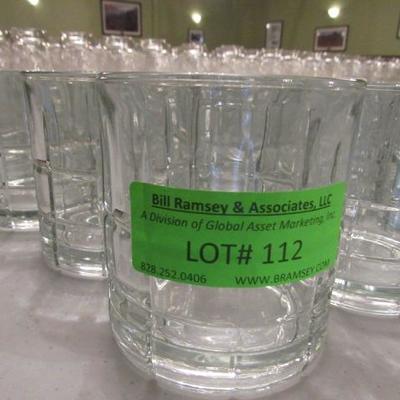 Bill Ramsey & Associates, LLC
A Division of Global Asset Marketing, Inc.
LOT# 112
828.252.0406 WWW.BRAMSEY.COM